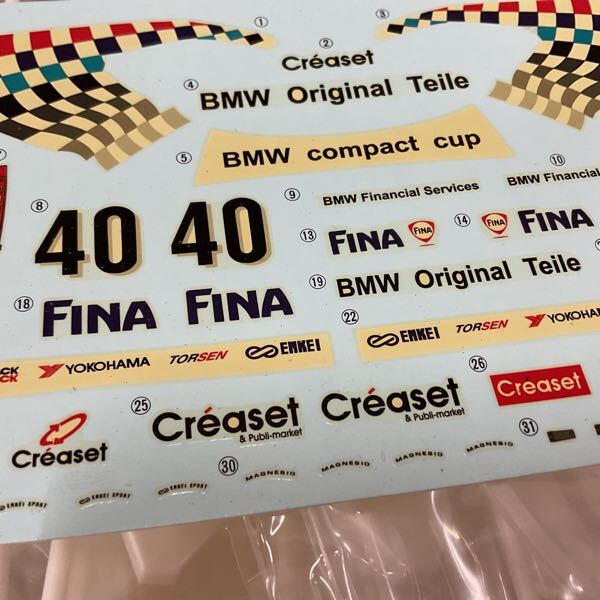 ① ②
Créaset
④ BMW Original Teile
⑤ BMW compact cup
⑧ 40 40
⑨ BMW Financial Services
⑩ BMW Financial
⑬ FINA FINA
⑭ FINA FINA
⑱ FINA FINA
⑲ BMW Original Teile
㉒
YOKOHAMA TORSEN ENKEI
ENKEI TORSEN YOKOHAMA
㉕ Créaset
& Publi-market
Créaset
& Publi-market
㉖ Créaset
Créaset
㉚ MAGNESIO MAGNESIO MAGNESIO MAGNESIO
㉛
ENKEI SPORT ENKEI SPORT ENKEI SPORT